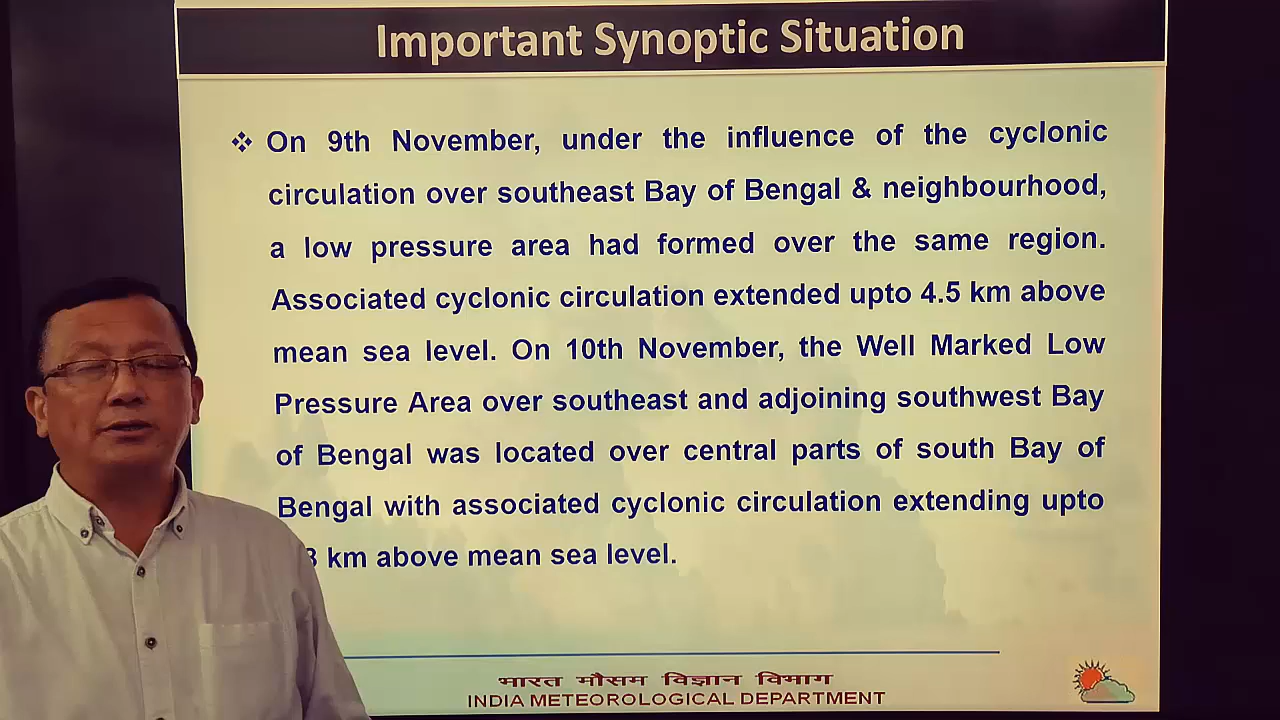 Important Synoptic Situation
❖ On 9th November, under the influence of the cyclonic
circulation over southeast Bay of Bengal & neighbourhood,
a low pressure area had formed over the same region.
Associated cyclonic circulation extended upto 4.5 km above
mean sea level. On 10th November, the Well Marked Low
Pressure Area over southeast and adjoining southwest Bay
of Bengal was located over central parts of south Bay of
Bengal with associated cyclonic circulation extending upto
km above mean sea level.
भारत मौसम विज्ञान विभाग
INDIA METEOROLOGICAL DEPARTMENT